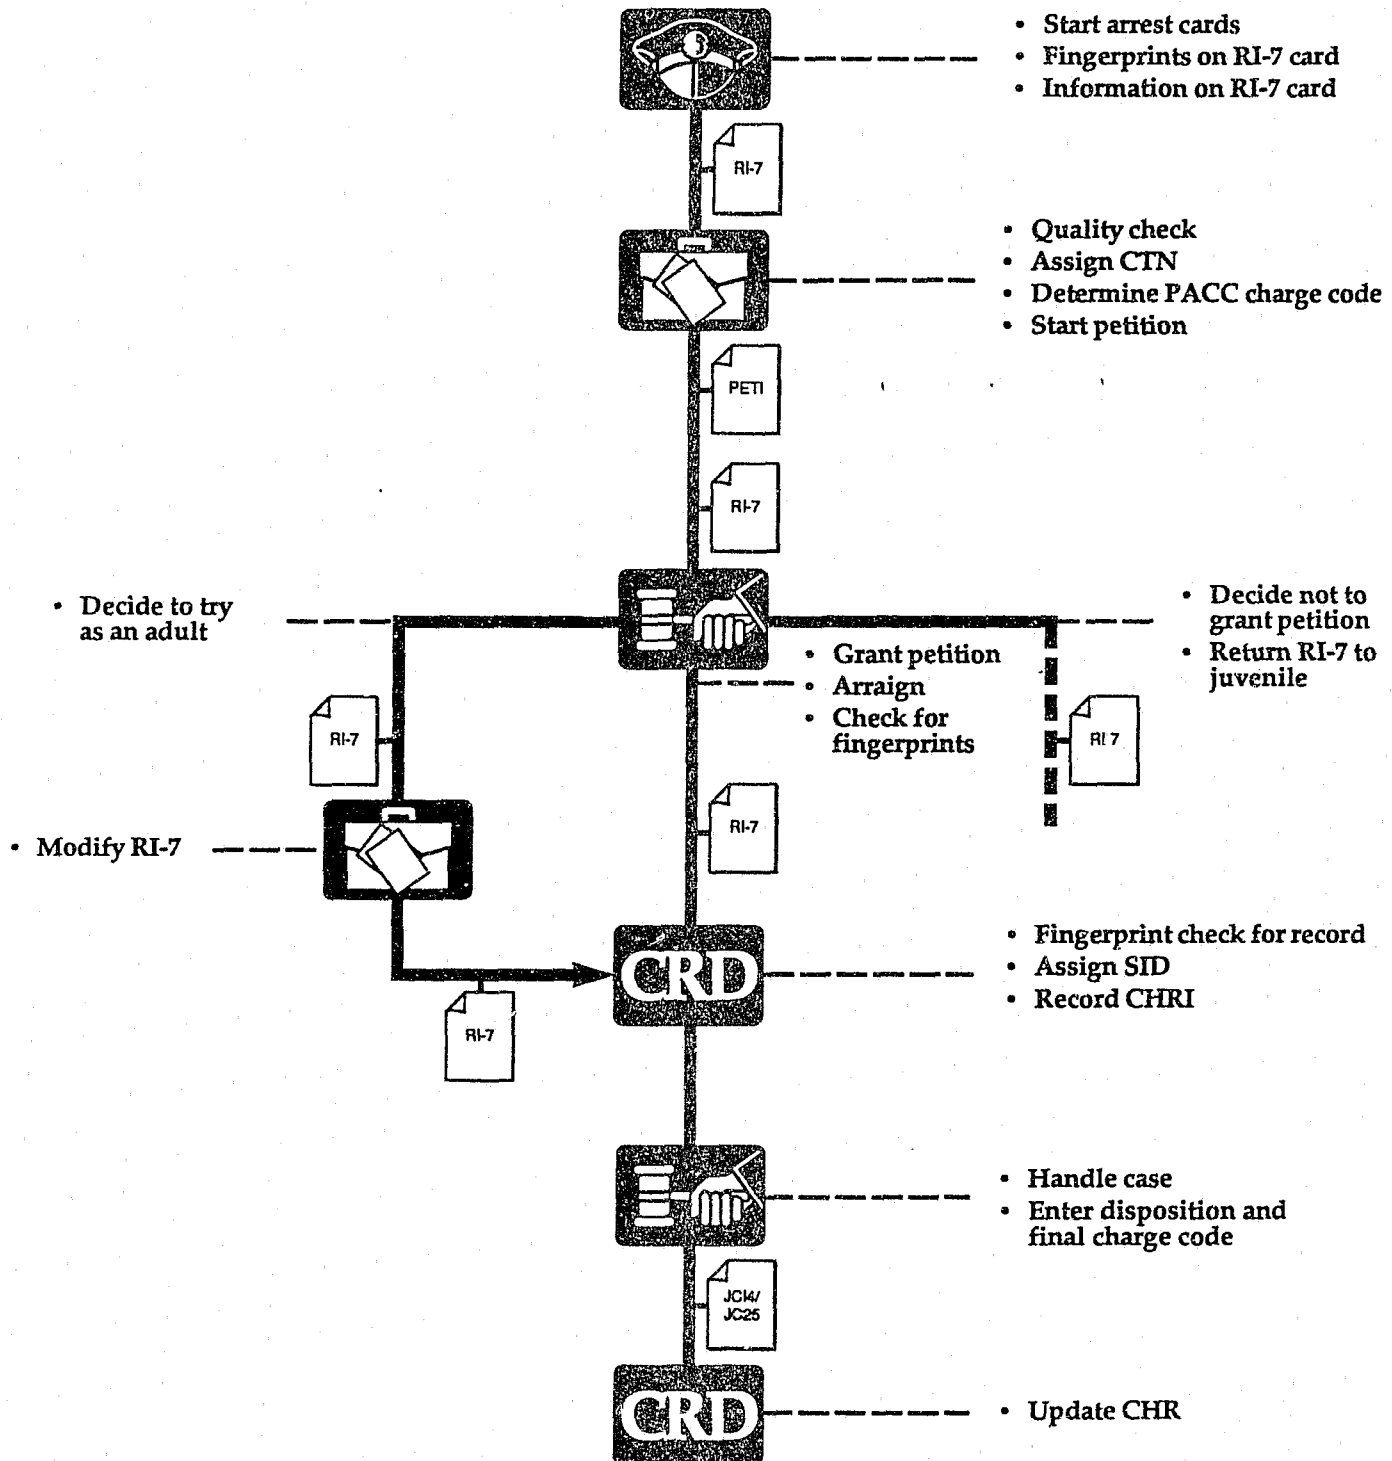 • Start arrest cards
• Fingerprints on RI-7 card
• Information on RI-7 card
RI-7
• Quality check
• Assign CTN
• Determine PACC charge code
• Start petition
PETI
RI-7
• Decide to try
as an adult
• Decide not to
grant petition
• Return RI-7 to
juvenile
• Grant petition
• Arraign
• Check for
fingerprints
RI-7
RI 7
RI-7
• Modify RI-7
CRD
• Fingerprint check for record
• Assign SID
• Record CHRI
RI-7
• Handle case
• Enter disposition and
final charge code
JCI4/
JC25
CRD
• Update CHR